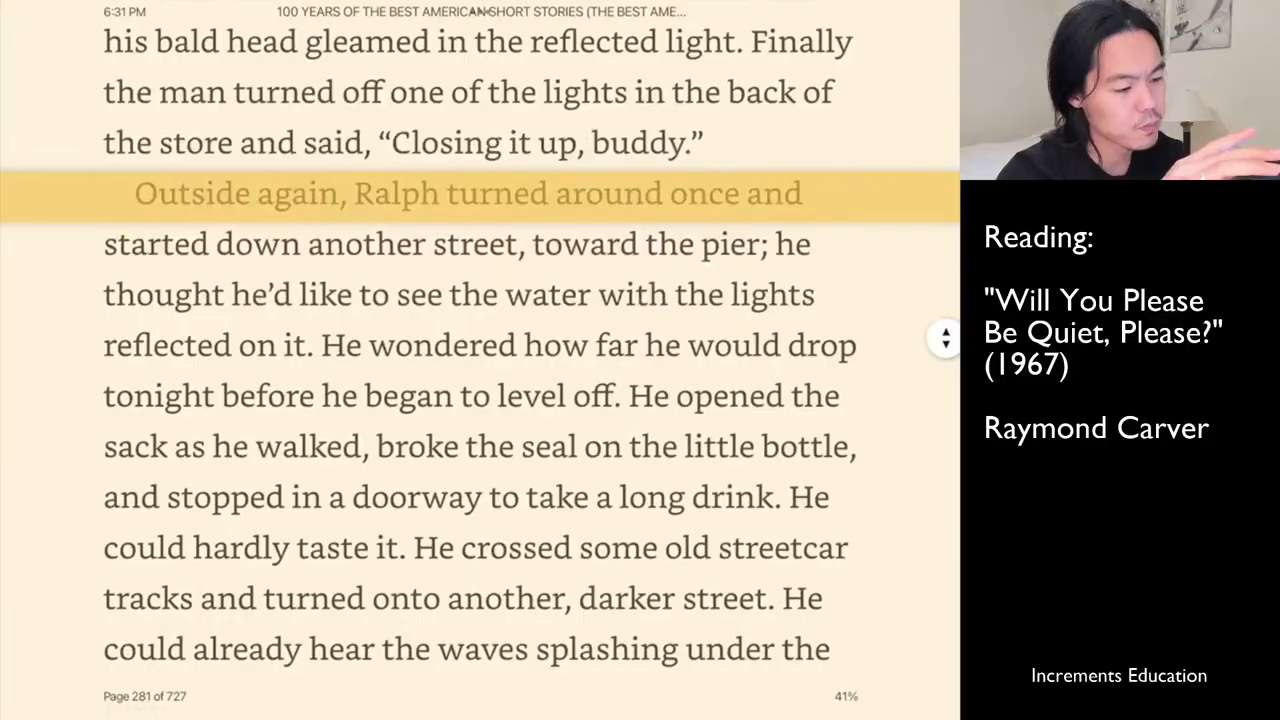 6:31 PM
100 YEARS OF THE BEST AMERICAN SHORT STORIES (THE BEST AME...
his bald head gleamed in the reflected light. Finally
the man turned off one of the lights in the back of
the store and said, “Closing it up, buddy.”
Outside again, Ralph turned around once and
started down another street, toward the pier; he
thought he’d like to see the water with the lights
reflected on it. He wondered how far he would drop
tonight before he began to level off. He opened the
sack as he walked, broke the seal on the little bottle,
and stopped in a doorway to take a long drink. He
could hardly taste it. He crossed some old streetcar
tracks and turned onto another, darker street. He
could already hear the waves splashing under the
Page 281 of 727
41%
Reading:
"Will You Please
Be Quiet, Please?"
(1967)
Raymond Carver
Increments Education